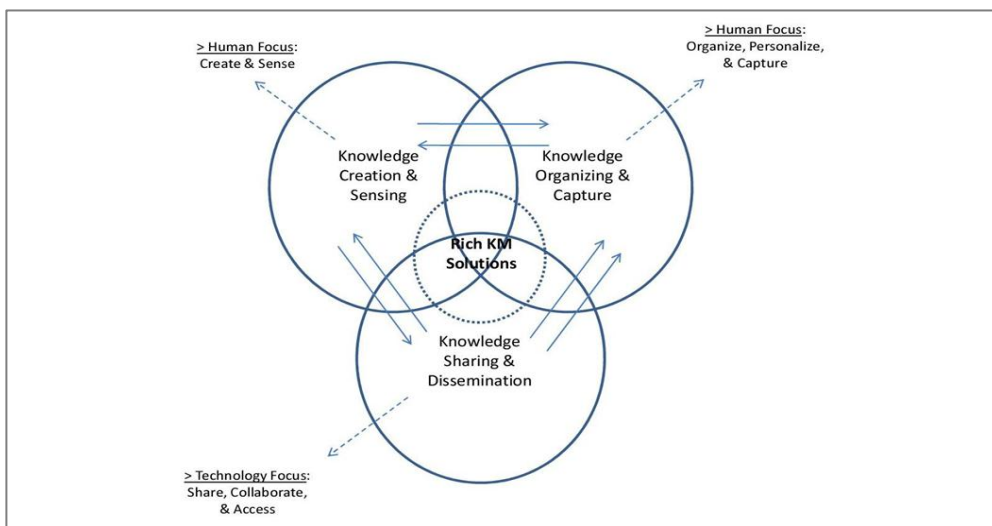 > Human Focus:
Create & Sense
> Human Focus:
Organize, Personalize,
& Capture
Knowledge
Creation &
Sensing
Knowledge
Organizing &
Capture
Rich KM
Solutions
Knowledge
Sharing &
Dissemination
> Technology Focus:
Share, Collaborate,
& Access